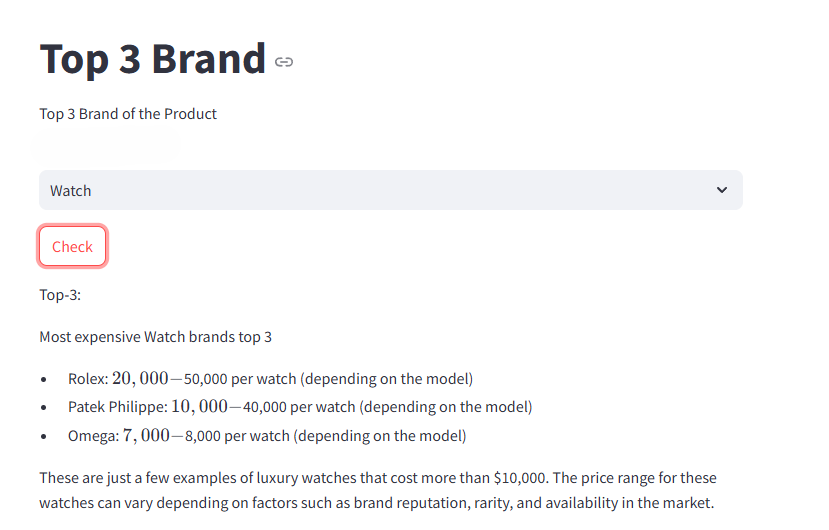 Top 3 Brand
Top 3 Brand of the Product
Watch
Check
Top-3:
Most expensive Watch brands top 3
• Rolex: 20, 000−50,000 per watch (depending on the model)
• Patek Philippe: 10, 000−40,000 per watch (depending on the model)
• Omega: 7, 000−8,000 per watch (depending on the model)
These are just a few examples of luxury watches that cost more than $10,000. The price range for these
watches can vary depending on factors such as brand reputation, rarity, and availability in the market.